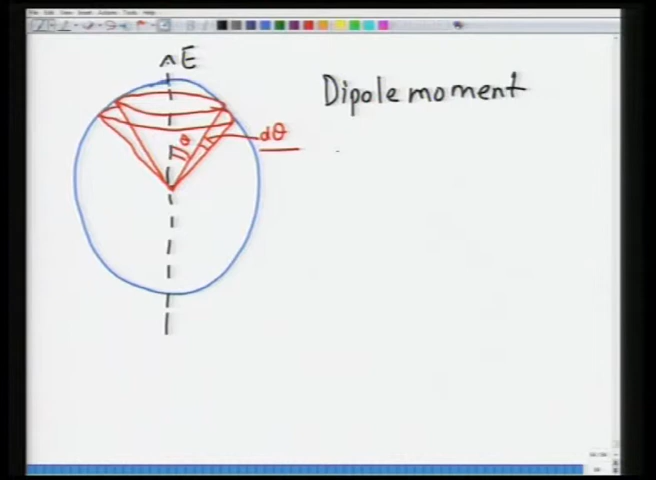 E
Dipole moment
θ
dθ